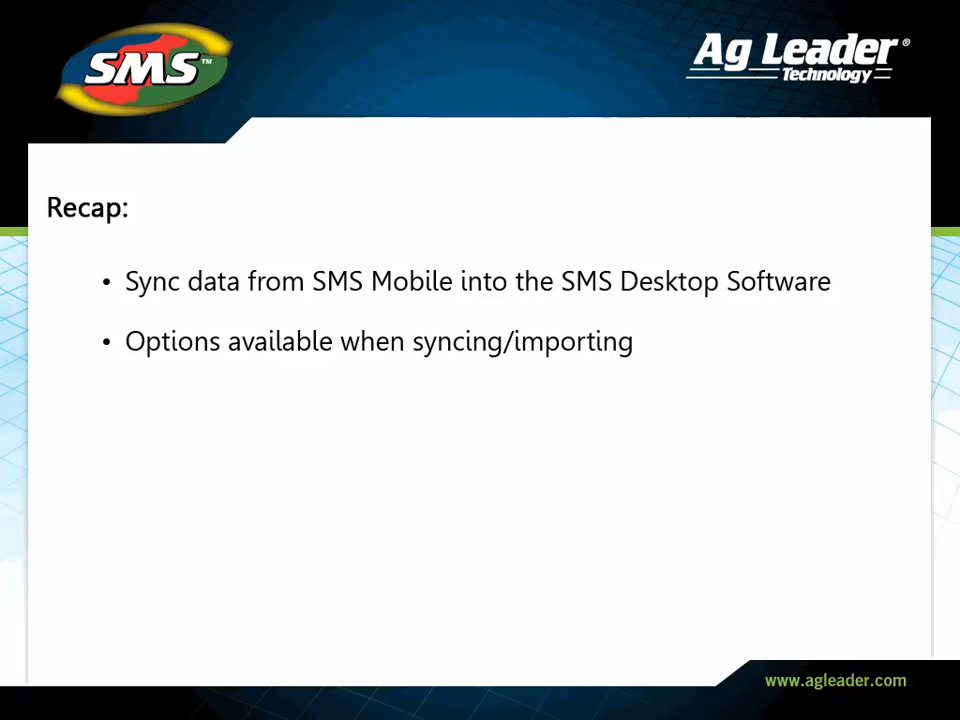 SMS™
Ag Leader®
Technology
Recap:
• Sync data from SMS Mobile into the SMS Desktop Software
• Options available when syncing/importing
www.agleader.com